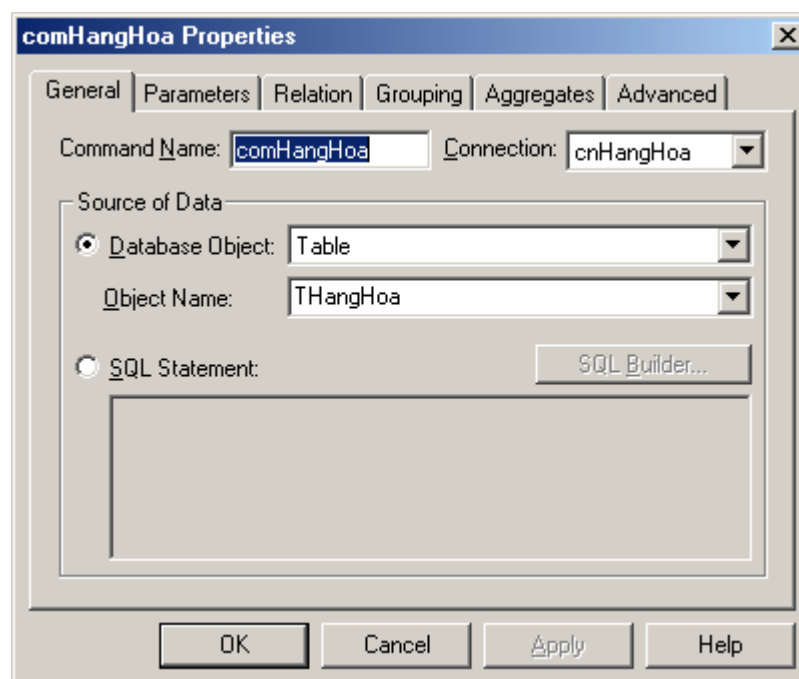 comHangHoa Properties
General Parameters Relation Grouping Aggregates Advanced
Command Name: comHangHoa Connection: cnHangHoa
Source of Data
Database Object: Table
Object Name: THangHoa
SQL Statement: SQL Builder...
OK Cancel Apply Help